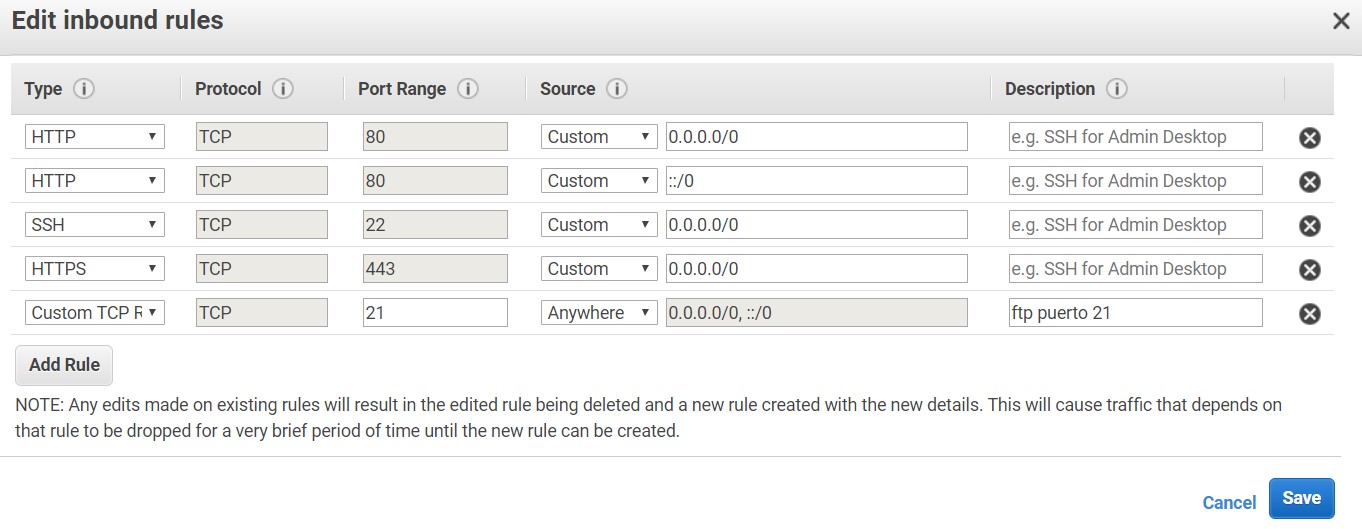 Edit inbound rules
Type Protocol Port Range Source Description
HTTP TCP 80 Custom 0.0.0.0/0 e.g. SSH for Admin Desktop
HTTP TCP 80 Custom ::/0 e.g. SSH for Admin Desktop
SSH TCP 22 Custom 0.0.0.0/0 e.g. SSH for Admin Desktop
HTTPS TCP 443 Custom 0.0.0.0/0 e.g. SSH for Admin Desktop
Custom TCP R TCP 21 Anywhere 0.0.0.0/0, ::/0 ftp puerto 21
Add Rule
NOTE: Any edits made on existing rules will result in the edited rule being deleted and a new rule created with the new details. This will cause traffic that depends on
that rule to be dropped for a very brief period of time until the new rule can be created.
Cancel Save